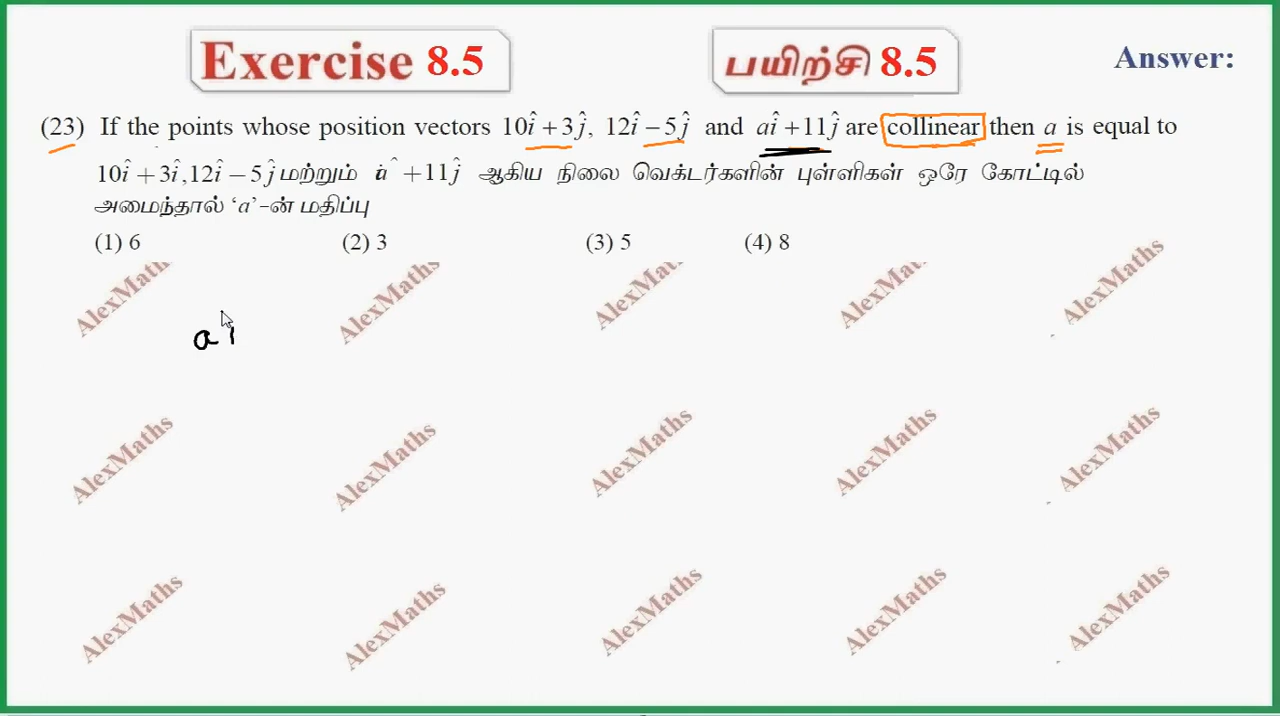 Exercise 8.5 பயிற்சி 8.5 Answer:
(23) If the points whose position vectors 10î + 3ĵ, 12î − 5ĵ and aî + 11ĵ are collinear then a is equal to
10î + 3î, 12î − 5ĵ மற்றும் aˆ + 11ĵ ஆகிய நிலை வெக்டர்களின் புள்ளிகள் ஒரே கோட்டில்
அமைந்தால் ‘a’–ன் மதிப்பு
(1) 6 (2) 3 (3) 5 (4) 8
AlexMaths AlexMaths AlexMaths AlexMaths AlexMaths
a i
AlexMaths AlexMaths AlexMaths AlexMaths AlexMaths
AlexMaths AlexMaths AlexMaths AlexMaths AlexMaths